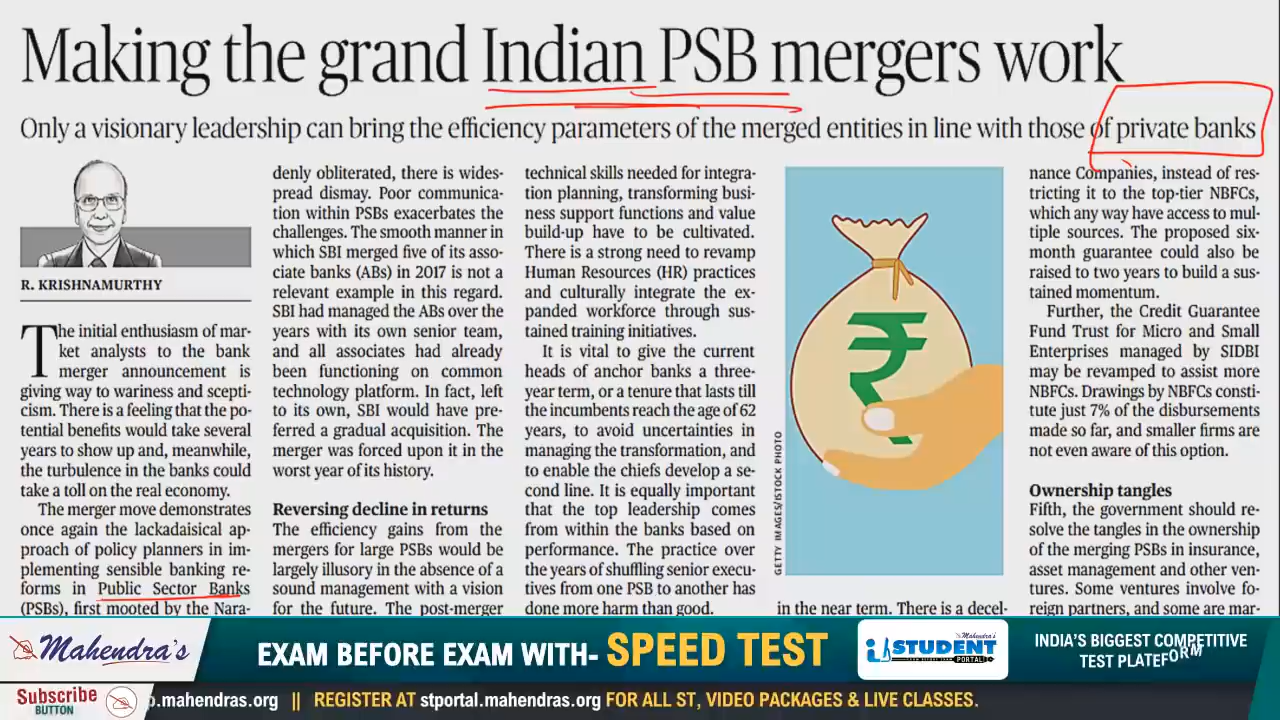 Making the grand Indian PSB mergers work
Only a visionary leadership can bring the efficiency parameters of the merged entities in line with those of private banks
R. KRISHNAMURTHY
The initial enthusiasm of mar-
ket analysts to the bank
merger announcement is
giving way to wariness and scepti-
cism. There is a feeling that the po-
tential benefits would take several
years to show up and, meanwhile,
the turbulence in the banks could
take a toll on the real economy.
The merger move demonstrates
once again the lackadaisical ap-
proach of policy planners in im-
plementing sensible banking re-
forms in Public Sector Banks
(PSBs), first mooted by the Nara-
denly obliterated, there is wides-
pread dismay. Poor communica-
tion within PSBs exacerbates the
challenges. The smooth manner in
which SBI merged five of its asso-
ciate banks (ABs) in 2017 is not a
relevant example in this regard.
SBI had managed the ABs over the
years with its own senior team,
and all associates had already
been functioning on common
technology platform. In fact, left
to its own, SBI would have pre-
ferred a gradual acquisition. The
merger was forced upon it in the
worst year of its history.
Reversing decline in returns
The efficiency gains from the
mergers for large PSBs would be
largely illusory in the absence of a
sound management with a vision
for the future. The post-merger
technical skills needed for integra-
tion planning, transforming busi-
ness support functions and value
build-up have to be cultivated.
There is a strong need to revamp
Human Resources (HR) practices
and culturally integrate the ex-
panded workforce through sus-
tained training initiatives.
It is vital to give the current
heads of anchor banks a three-
year term, or a tenure that lasts till
the incumbents reach the age of 62
years, to avoid uncertainties in
managing the transformation, and
to enable the chiefs develop a se-
cond line. It is equally important
that the top leadership comes
from within the banks based on
performance. The practice over
the years of shuffling senior execu-
tives from one PSB to another has
done more harm than good.
₹
GETTY IMAGES/ISTOCK PHOTO
in the near term. There is a decel-
nance Companies, instead of res-
tricting it to the top-tier NBFCs,
which any way have access to mul-
tiple sources. The proposed six-
month guarantee could also be
raised to two years to build a sus-
tained momentum.
Further, the Credit Guarantee
Fund Trust for Micro and Small
Enterprises managed by SIDBI
may be revamped to assist more
NBFCs. Drawings by NBFCs consti-
tute just 7% of the disbursements
made so far, and smaller firms are
not even aware of this option.
Ownership tangles
Fifth, the government should re-
solve the tangles in the ownership
of the merging PSBs in insurance,
asset management and other ven-
tures. Some ventures involve fo-
reign partners, and some are mar-
Mahendra's
EXAM BEFORE EXAM WITH- SPEED TEST
Mahendra's
STUDENT
PORTAL
INDIA'S BIGGEST COMPETITIVE
TEST PLATEFORM
Subscribe
BUTTON
p.mahendras.org || REGISTER AT stportal.mahendras.org FOR ALL ST, VIDEO PACKAGES & LIVE CLASSES.